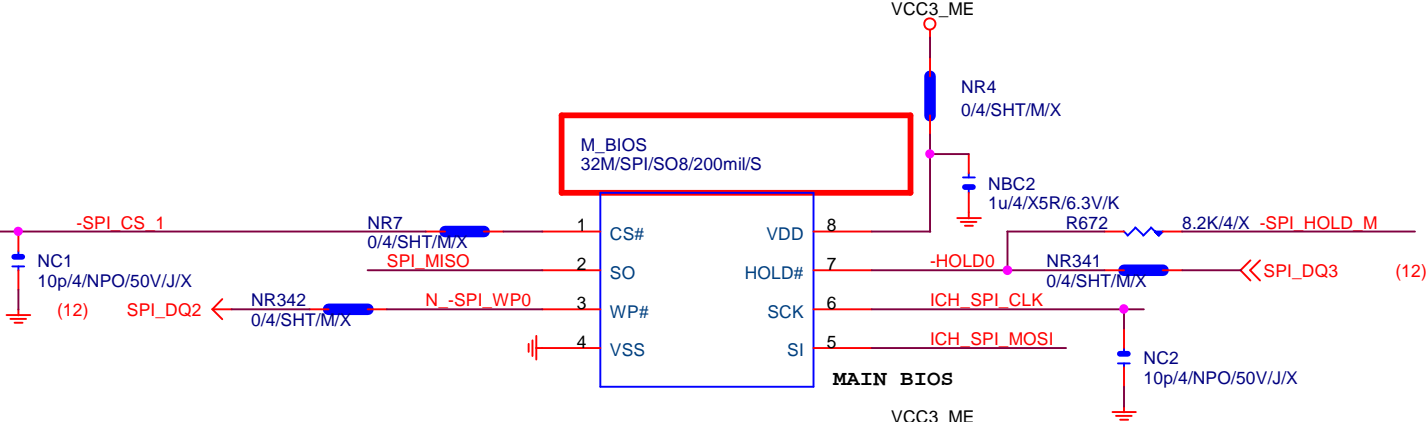 VCC3_ME
NR4
0/4/SHT/M/X
M_BIOS
32M/SPI/SO8/200mil/S
NBC2
1u/4/X5R/6.3V/K
-SPI_CS_1
NR7
0/4/SHT/M/X
1
CS#
VDD
8
R672
8.2K/4/X
-SPI_HOLD_M
NC1
10p/4/NPO/50V/J/X
SPI_MISO
2
SO
HOLD#
7
-HOLD0
NR341
0/4/SHT/M/X
SPI_DQ3
(12)
(12)
SPI_DQ2
NR342
0/4/SHT/M/X
N_-SPI_WP0
3
WP#
SCK
6
ICH_SPI_CLK
4
VSS
SI
5
ICH_SPI_MOSI
NC2
10p/4/NPO/50V/J/X
MAIN BIOS
VCC3_ME